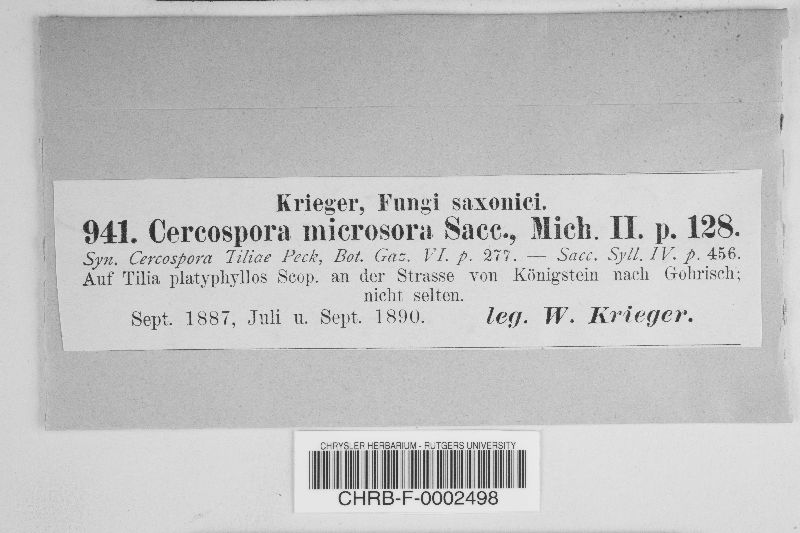 Krieger, Fungi saxonici.
941. Cercospora microsora Sacc., Mich. II. p. 128.
Syn. Cercospora Tiliae Peck, Bot. Gaz. VI. p. 277. — Sacc. Syll. IV. p. 456.
Auf Tilia platyphyllos Scop. an der Strasse von Königstein nach Gohrisch;
nicht selten.
Sept. 1887, Juli u. Sept. 1890. leg. W. Krieger.
CHRYSLER HERBARIUM - RUTGERS UNIVERSITY
CHRB-F-0002498